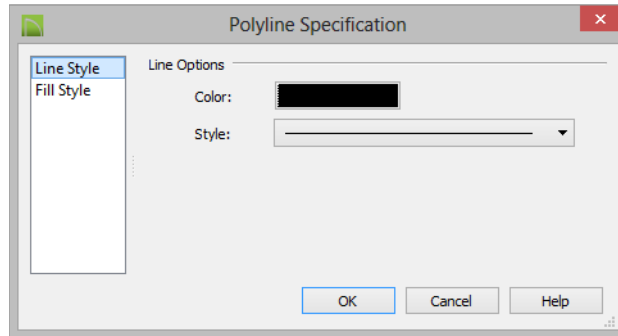 Polyline Specification
Line Style
Fill Style
Line Options
Color:
Style:
OK
Cancel
Help